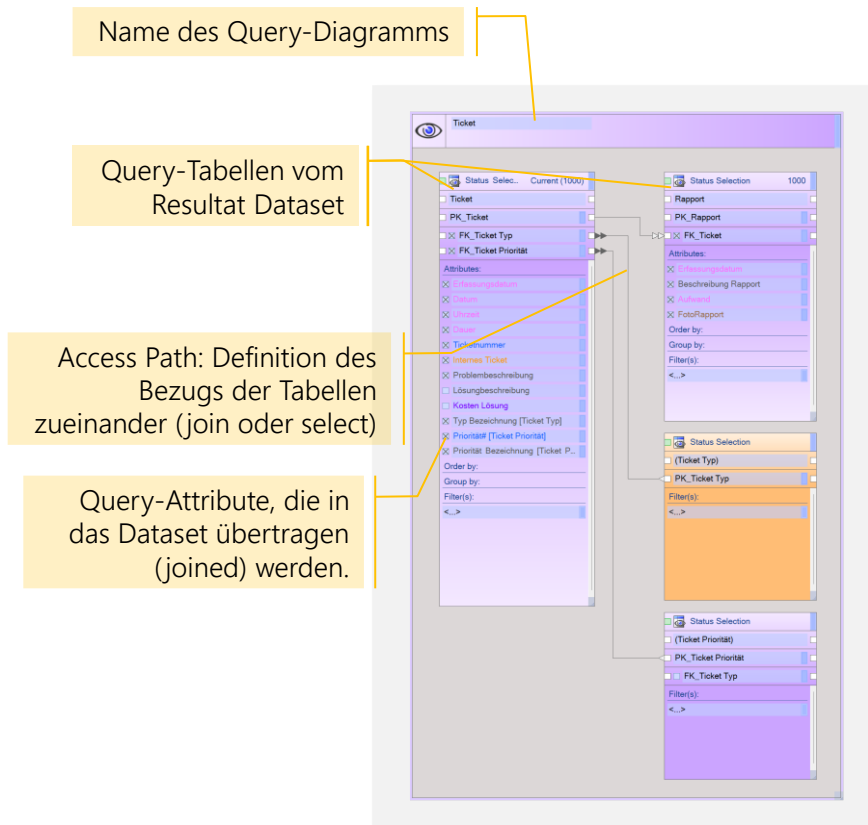 Name des Query-Diagramms
Ticket
Query-Tabellen vom
Resultat Dataset
Status Selec.. Current (1000)
Ticket
PK_Ticket
FK_Ticket Typ
FK_Ticket Priorität
Attributes:
Erfassungsdatum
Datum
Uhrzeit
Dauer
Ticketnummer
Internes Ticket
Problembeschreibung
Lösungbeschreibung
Kosten Lösung
Typ Bezeichnung [Ticket Typ]
Priorität# [Ticket Priorität]
Priorität Bezeichnung [Ticket P...
Order by:
Group by:
Filter(s):
<...>
Status Selection 1000
Rapport
PK_Rapport
FK_Ticket
Attributes:
Erfassungsdatum
Beschreibung Rapport
Aufwand
FotoRapport
Order by:
Group by:
Filter(s):
<...>
Access Path: Definition des
Bezugs der Tabellen
zueinander (join oder select)
Status Selection
(Ticket Typ)
PK_Ticket Typ
Filter(s):
<...>
Query-Attribute, die in
das Dataset übertragen
(joined) werden.
Status Selection
(Ticket Priorität)
PK_Ticket Priorität
FK_Ticket Typ
Filter(s):
<...>